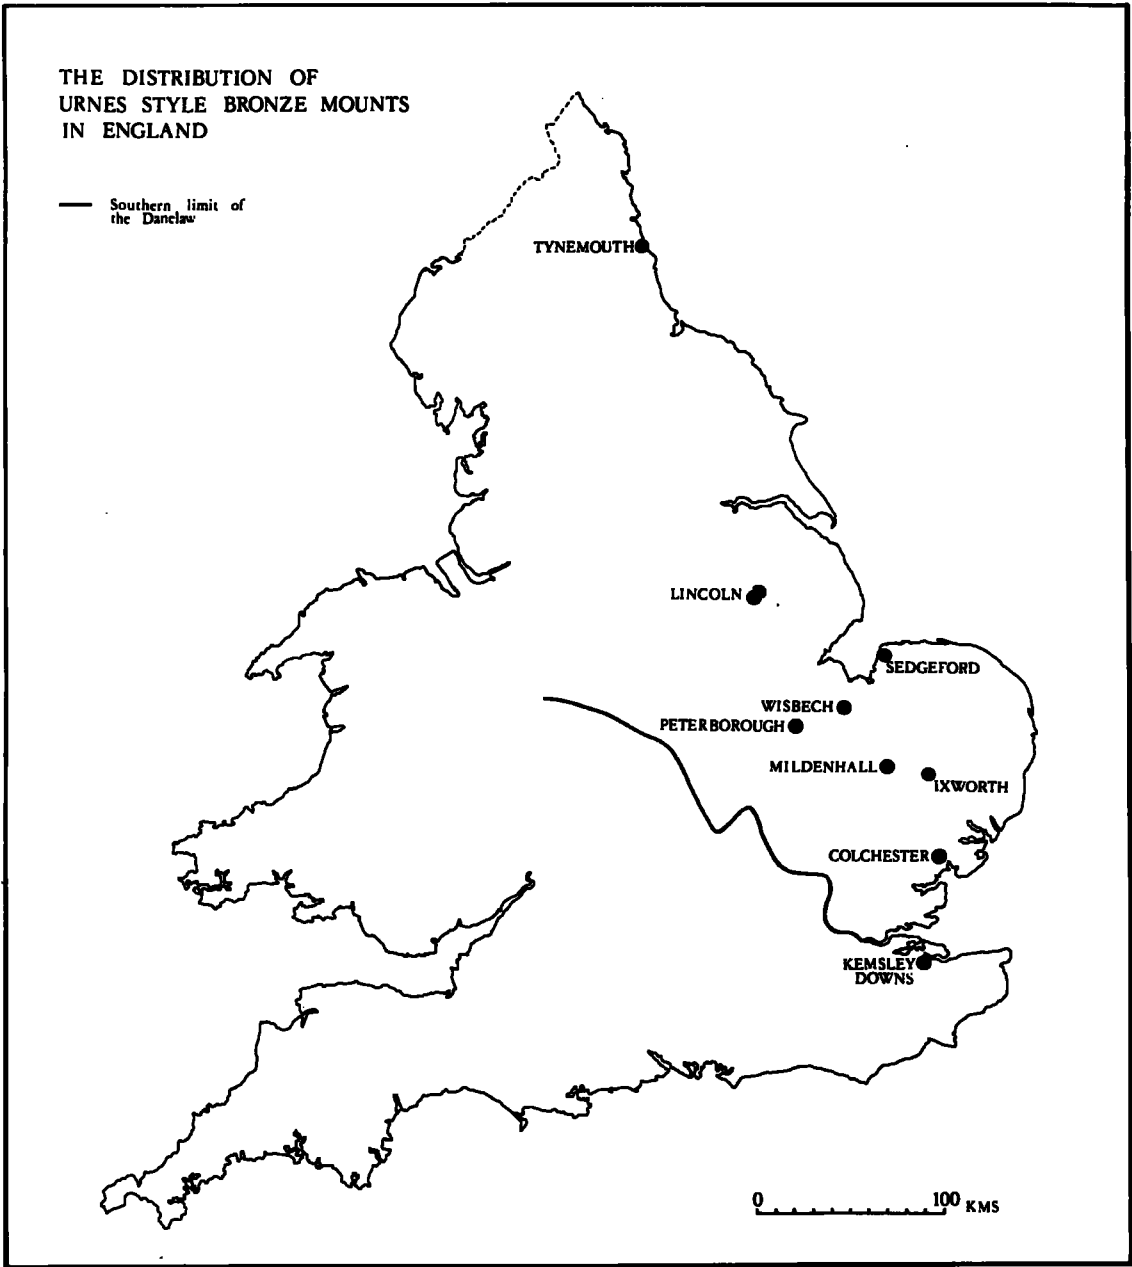 THE DISTRIBUTION OF
URNES STYLE BRONZE MOUNTS
IN ENGLAND
Southern limit of
the Danelaw
TYNEMOUTH
LINCOLN
SEDGEFORD
WISBECH
PETERBOROUGH
MILDENHALL
IXWORTH
COLCHESTER
KEMSLEY
DOWNS
0 100 KMS